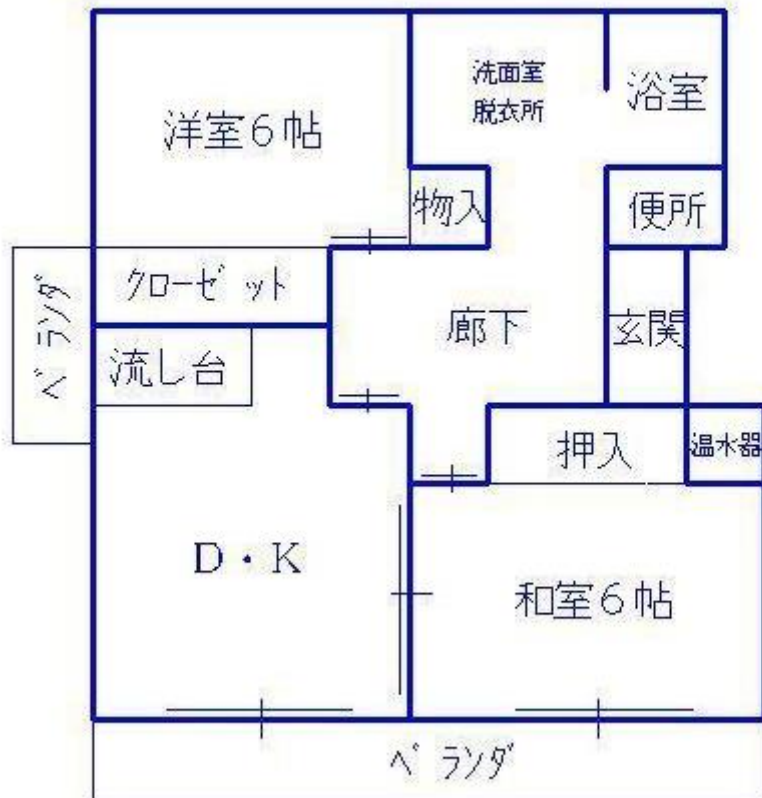 洗面室
脱衣所
浴室
洋室6帖
物入
便所
クローゼット
ベランダ
廊下
玄関
流し台
押入
温水器
D・K
和室6帖
ベランダ